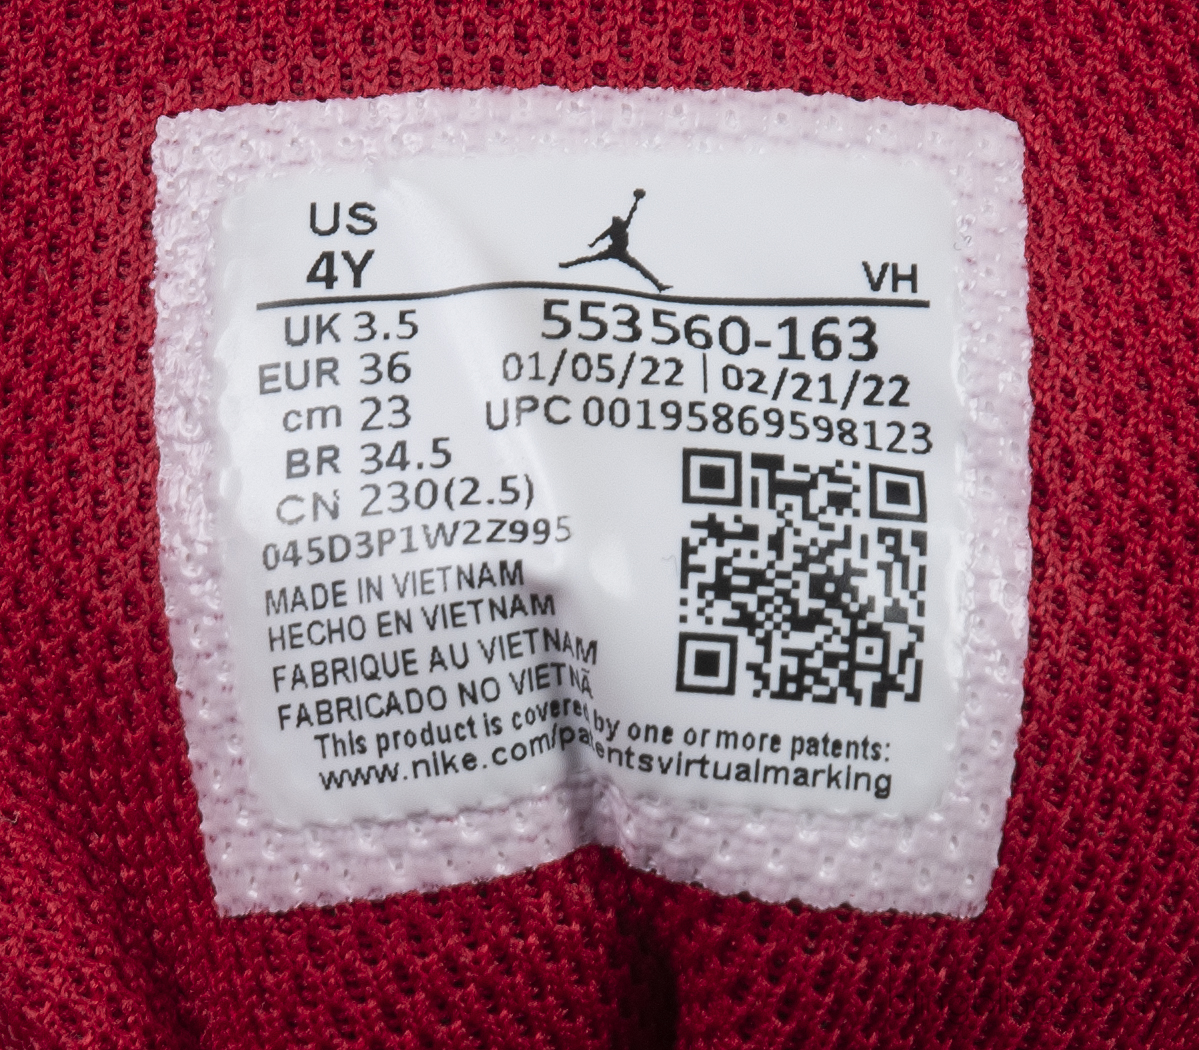 US
4Y
VH
UK 3.5
553560-163
EUR 36
01/05/22 | 02/21/22
cm 23
UPC 00195869598123
BR 34.5
CN 230(2.5)
045D3P1W2Z995
MADE IN VIETNAM
HECHO EN VIETNAM
FABRIQUE AU VIETNAM
FABRICADO NO VIETNÃ
This product is covered by one or more patents:
www.nike.com/patentsvirtualmarking